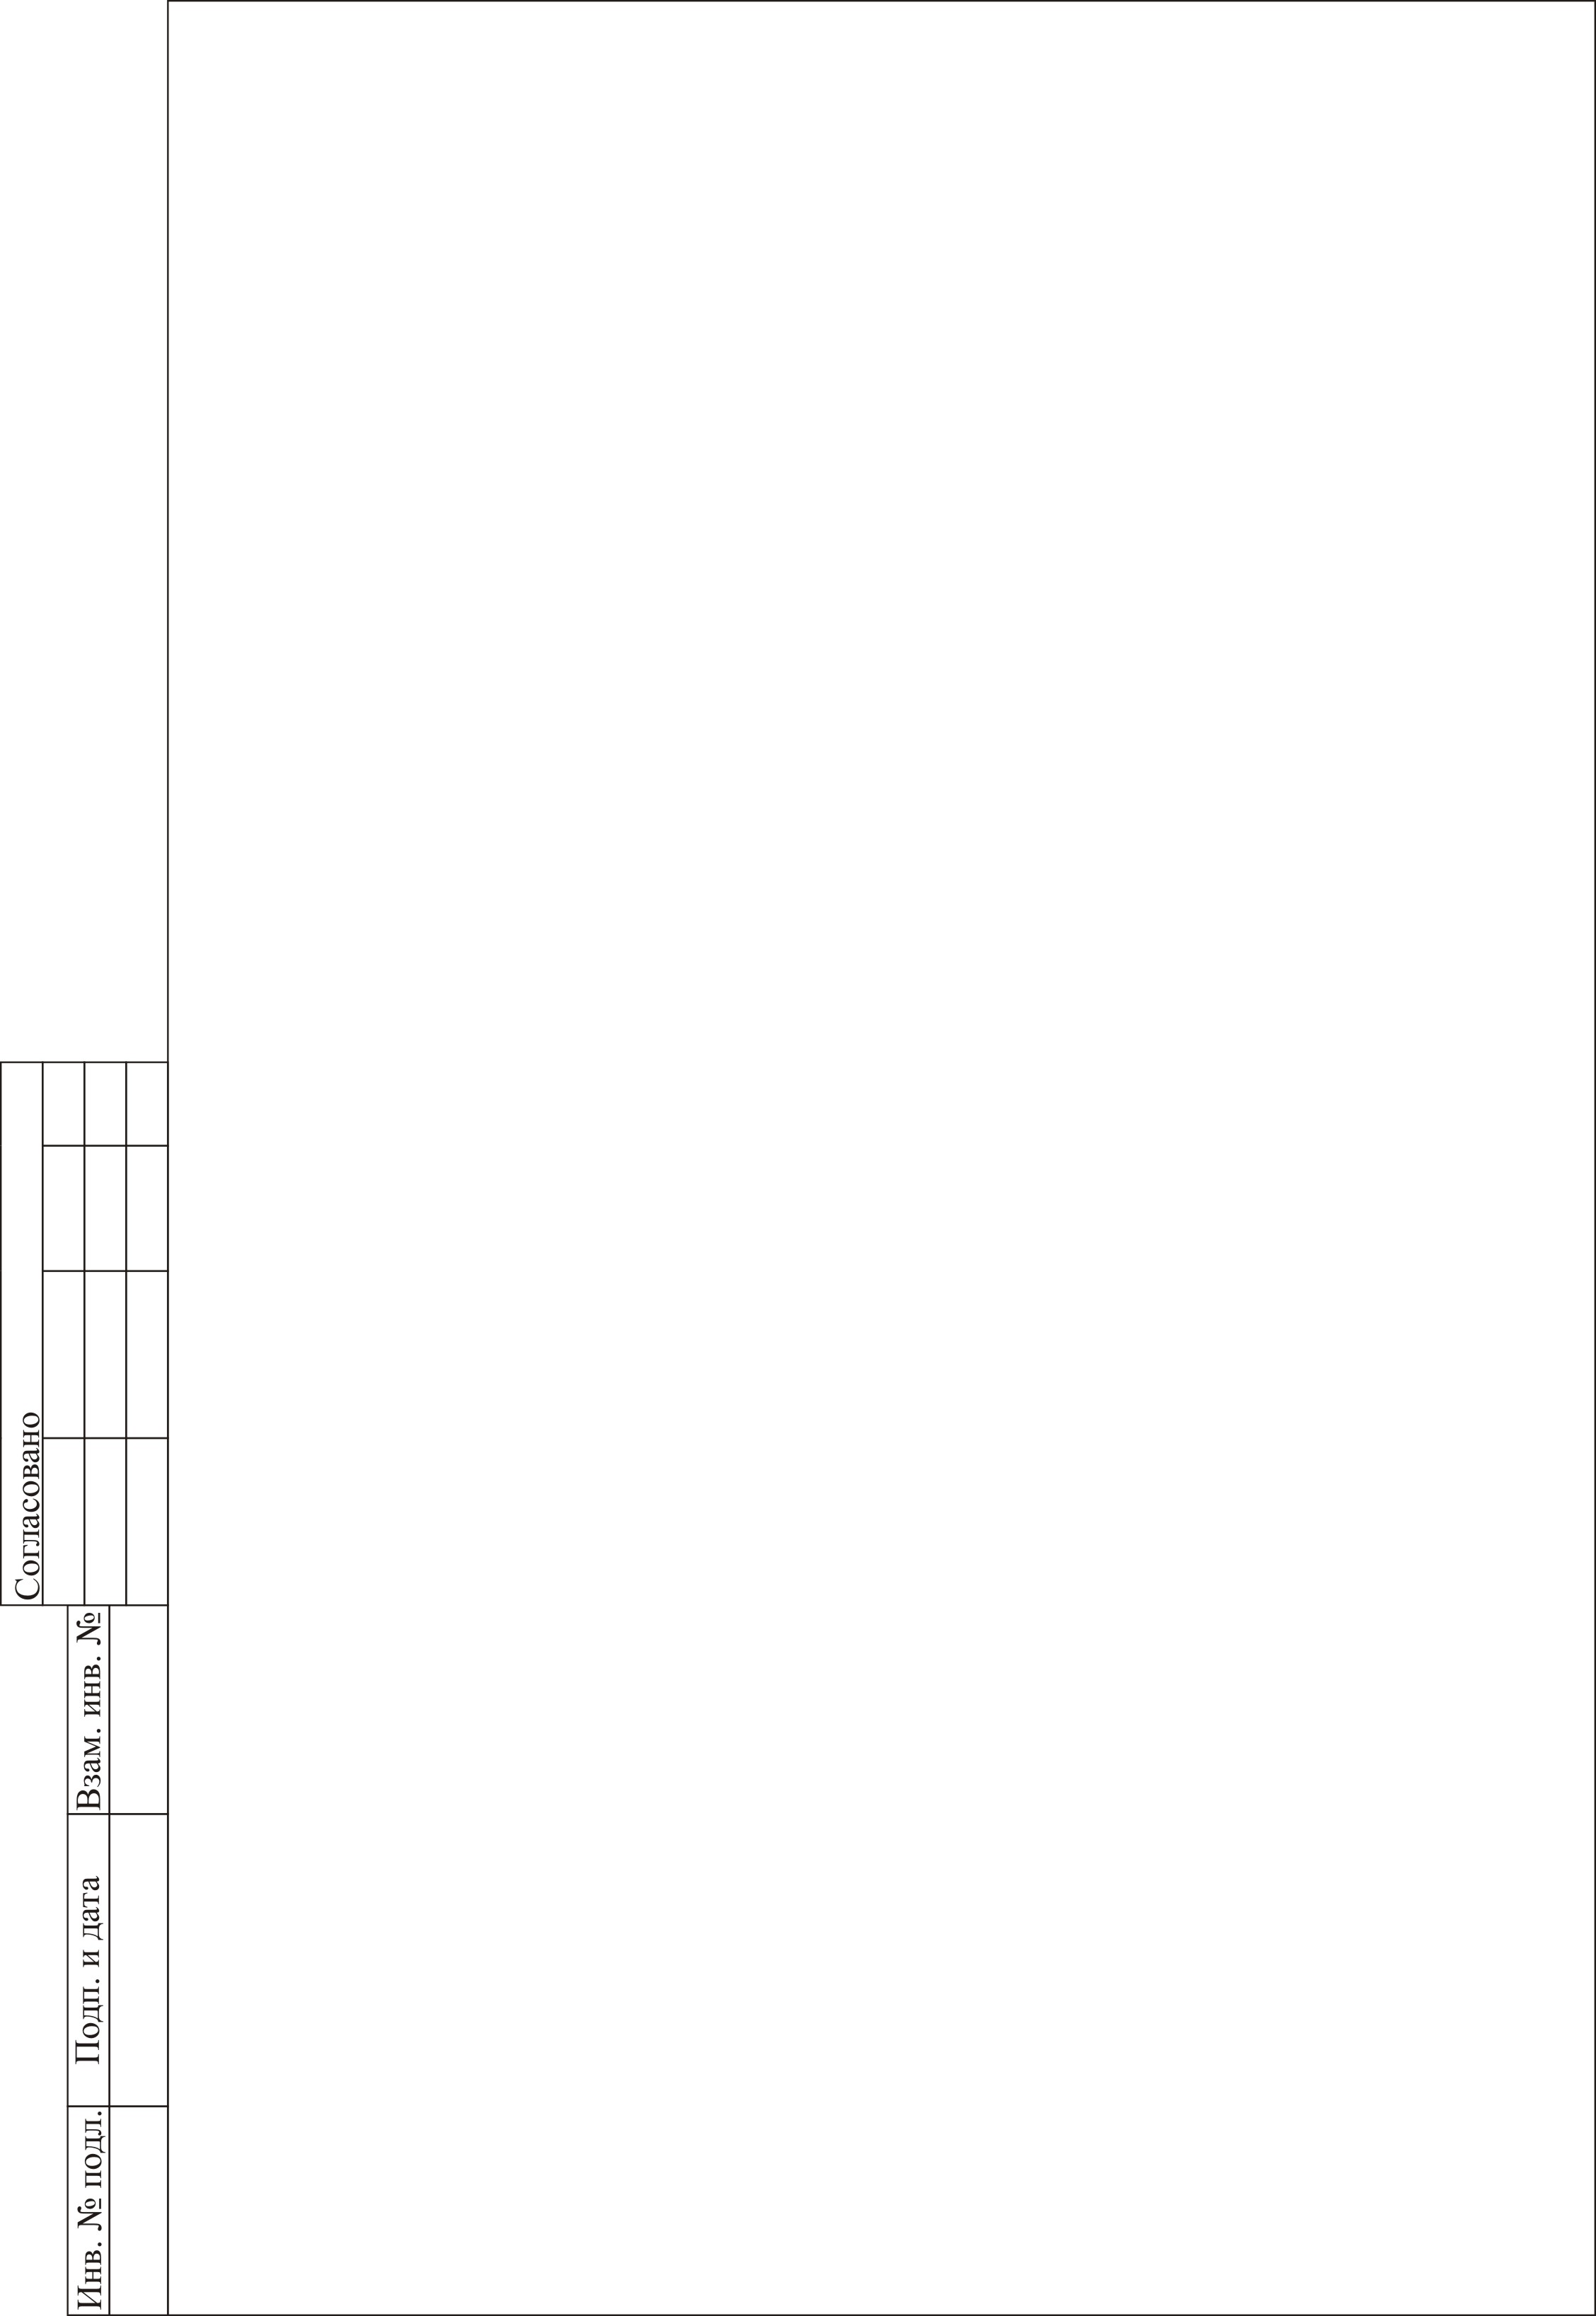 Согласовано
Взам. инв. №
Подп. и дата
Инв. № подл.